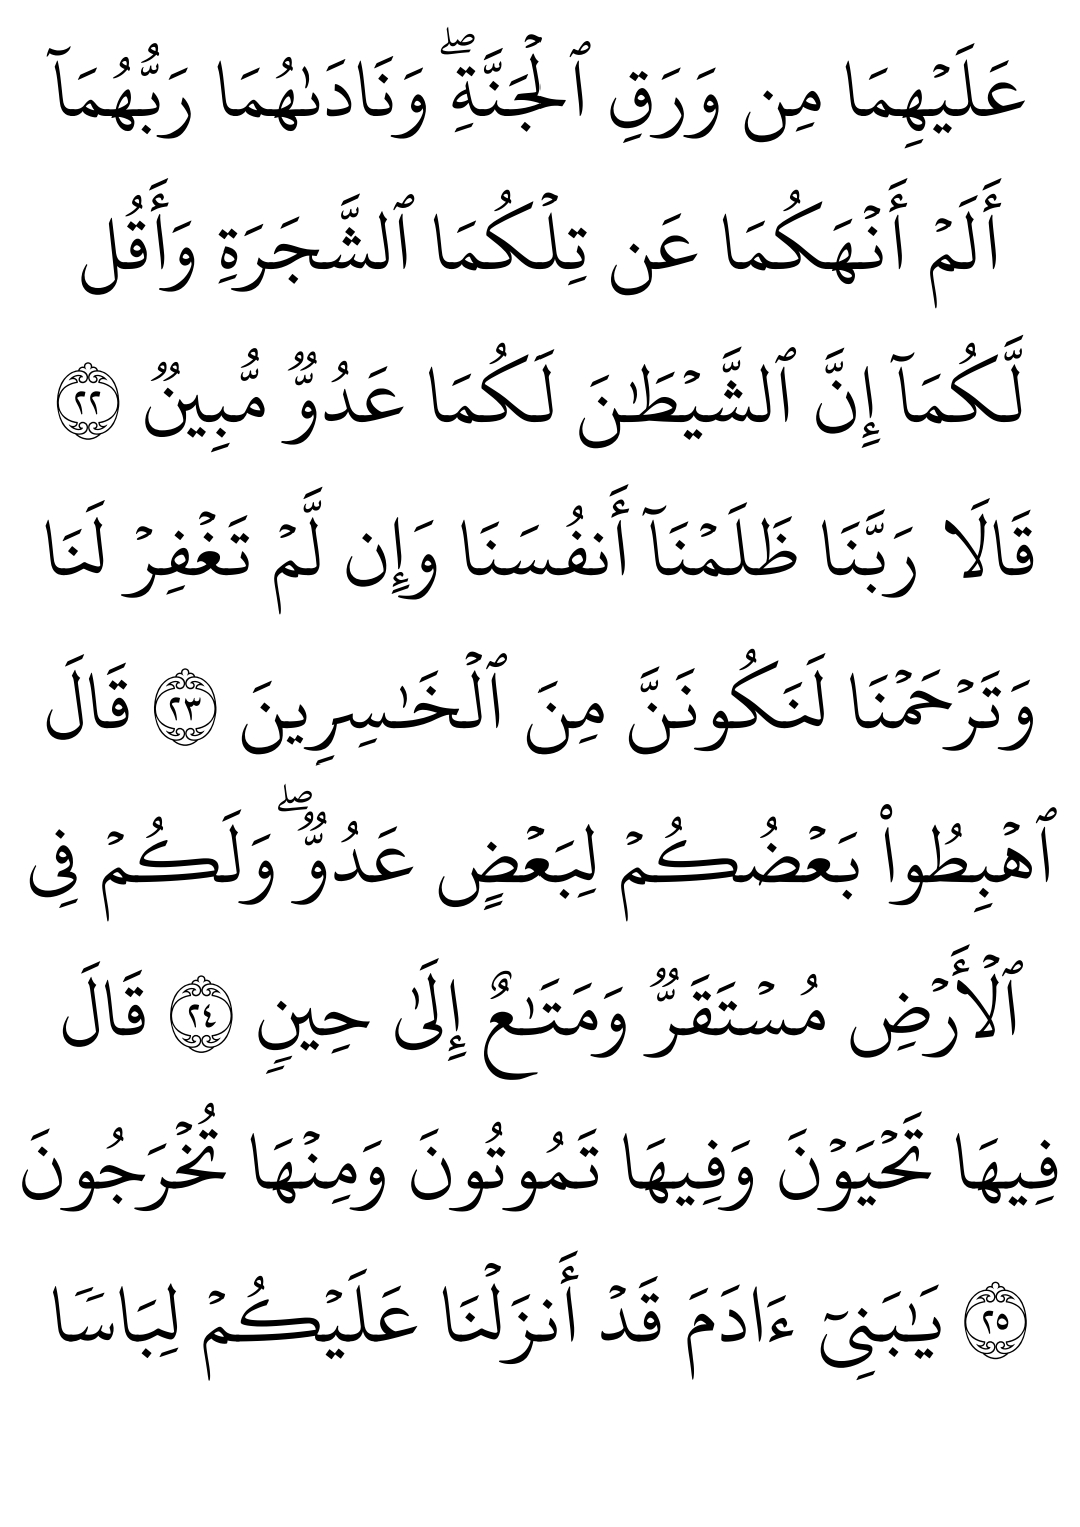 عَلَيْهِمَا مِن وَرَقِ ٱلْجَنَّةِ ۖ وَنَادَىٰهُمَا رَبُّهُمَآ
أَلَمْ أَنْهَكُمَا عَن تِلْكُمَا ٱلشَّجَرَةِ وَأَقُل
لَّكُمَآ إِنَّ ٱلشَّيْطَـٰنَ لَكُمَا عَدُوٌّ مُّبِينٌ ٢٢
قَالَا رَبَّنَا ظَلَمْنَآ أَنفُسَنَا وَإِن لَّمْ تَغْفِرْ لَنَا
وَتَرْحَمْنَا لَنَكُونَنَّ مِنَ ٱلْخَـٰسِرِينَ ٢٣ قَالَ
ٱهْبِطُوا۟ بَعْضُكُمْ لِبَعْضٍ عَدُوٌّ ۖ وَلَكُمْ فِى
ٱلْأَرْضِ مُسْتَقَرٌّ وَمَتَـٰعٌ إِلَىٰ حِينٍ ٢٤ قَالَ
فِيهَا تَحْيَوْنَ وَفِيهَا تَمُوتُونَ وَمِنْهَا تُخْرَجُونَ
٢٥ يَـٰبَنِىٓ ءَادَمَ قَدْ أَنزَلْنَا عَلَيْكُمْ لِبَاسًا